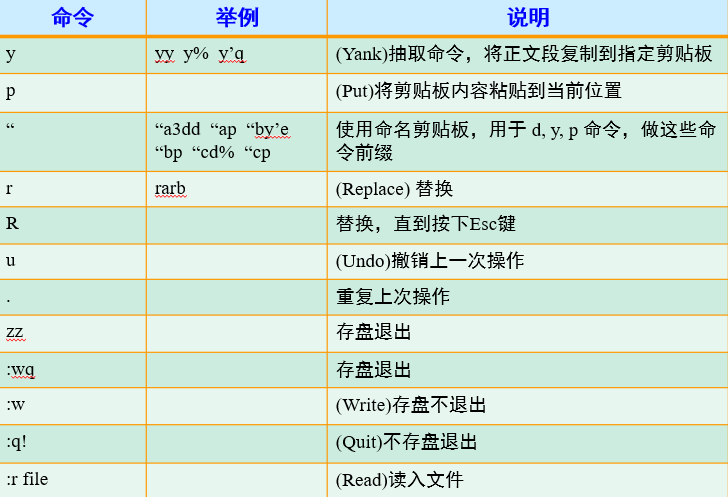 命令 举例 说明
y yy y% y’q (Yank)抽取命令，将正文段复制到指定剪贴板
p (Put)将剪贴板内容粘贴到当前位置
“ “a3dd “ap “by’e 使用命名剪贴板，用于 d, y, p 命令，做这些命
“bp “cd% “cp 令前缀
r rarb (Replace) 替换
R 替换，直到按下Esc键
u (Undo)撤销上一次操作
. 重复上次操作
zz 存盘退出
:wq 存盘退出
:w (Write)存盘不退出
:q! (Quit)不存盘退出
:r file (Read)读入文件